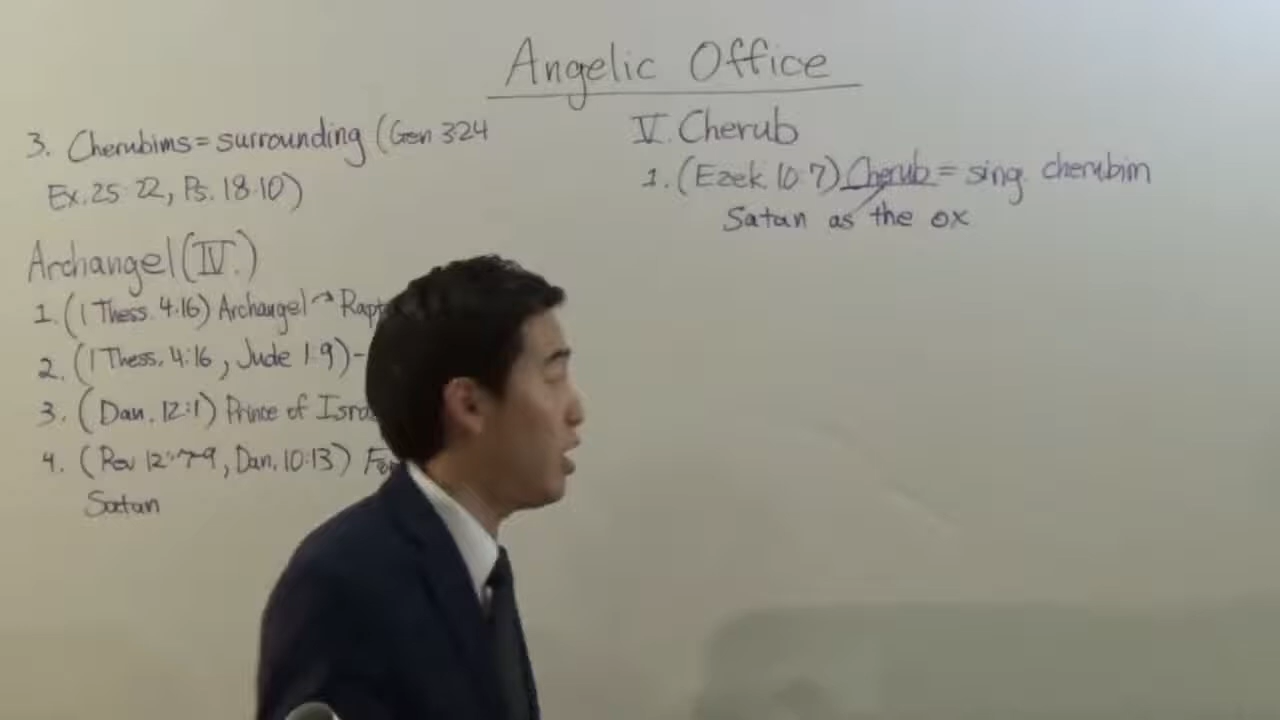 Angelic Office
3. Cherubims = surrounding (Gen 3:24
Ex. 25:22, Ps. 18:10)
Archangel (IV.)
1. (1 Thess. 4:16) Archangel →
2. (1 Thess. 4:16, Jude 1:9) -
3. (Dan. 12:1) Prince of
4. (Rev 12:7-9, Dan. 10:13)
Satan
V. Cherub
1. (Ezek. 10:7) Cherub = sing. cherubim
Satan as the ox